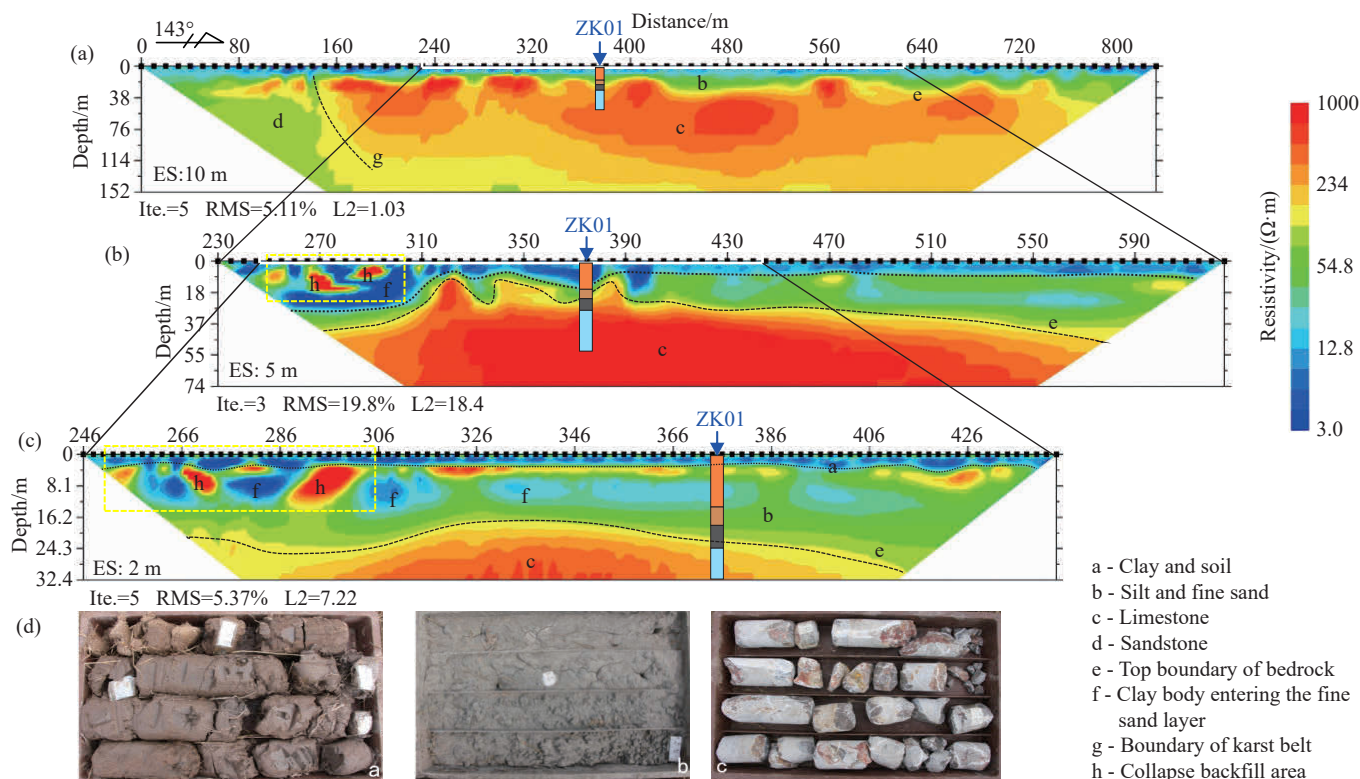 ZK01
143°
Distance/m
(a)
0 80 140 240 320 400 480 560 640 720 800
0
38
76
114
152
Depth/m
b
e
d
c
g
ES:10 m
Ite.=5 RMS=5.11% L2=1.03
1000
234
54.8
12.8
3.0
Resistivity/(Ω·m)
ZK01
(b)
230 270 310 350 390 430 470 510 590
0
18
37
55
74
Depth/m
h
h
f
e
c
ES: 5 m
Ite.=3 RMS=19.8% L2=18.4
ZK01
(c)
246 266 286 306 326 346 366 386 406 426
0
8.1
16.2
24.3
32.4
Depth/m
a
h
f
h
f
f
b
e
c
ES: 2 m
Ite.=5 RMS=5.37% L2=7.22
(d)
a
b
c
a - Clay and soil
b - Silt and fine sand
c - Limestone
d - Sandstone
e - Top boundary of bedrock
f - Clay body entering the fine
sand layer
g - Boundary of karst belt
h - Collapse backfill area